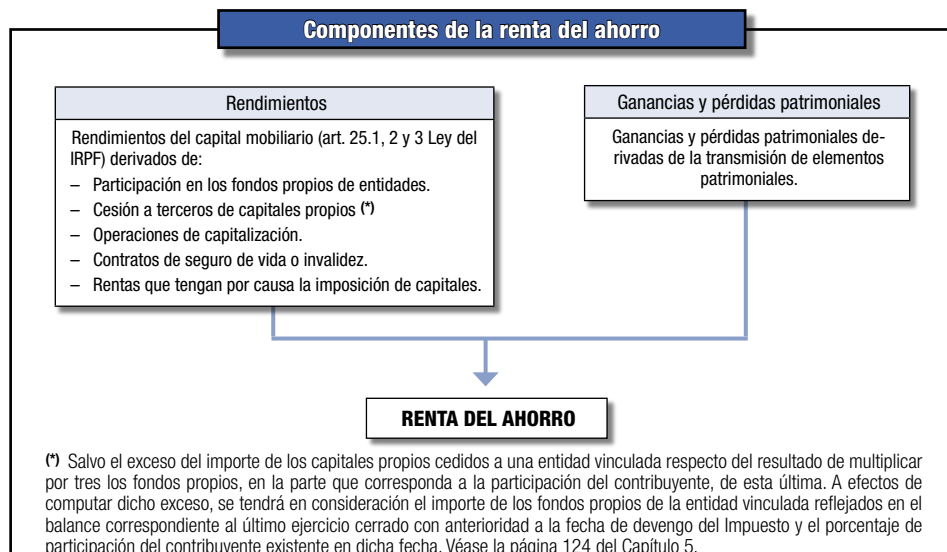 Componentes de la renta del ahorro
Rendimientos
Rendimientos del capital mobiliario (art. 25.1, 2 y 3 Ley del
IRPF) derivados de:
– Participación en los fondos propios de entidades.
– Cesión a terceros de capitales propios (*)
– Operaciones de capitalización.
– Contratos de seguro de vida o invalidez.
– Rentas que tengan por causa la imposición de capitales.
Ganancias y pérdidas patrimoniales
Ganancias y pérdidas patrimoniales de-
rivadas de la transmisión de elementos
patrimoniales.
RENTA DEL AHORRO
(*) Salvo el exceso del importe de los capitales propios cedidos a una entidad vinculada respecto del resultado de multiplicar
por tres los fondos propios, en la parte que corresponda a la participación del contribuyente, de esta última. A efectos de
computar dicho exceso, se tendrá en consideración el importe de los fondos propios de la entidad vinculada reflejados en el
balance correspondiente al último ejercicio cerrado con anterioridad a la fecha de devengo del Impuesto y el porcentaje de
participación del contribuyente existente en dicha fecha. Véase la página 124 del Capítulo 5.